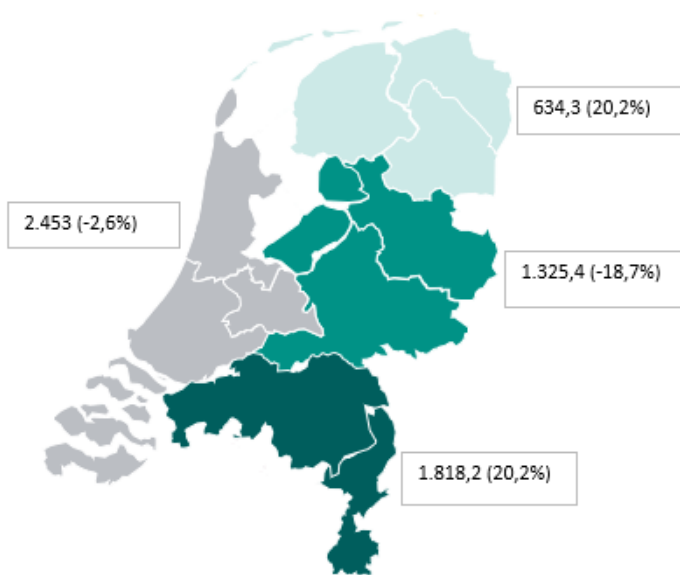 634,3 (20,2%)
2.453 (-2,6%)
1.325,4 (-18,7%)
1.818,2 (20,2%)